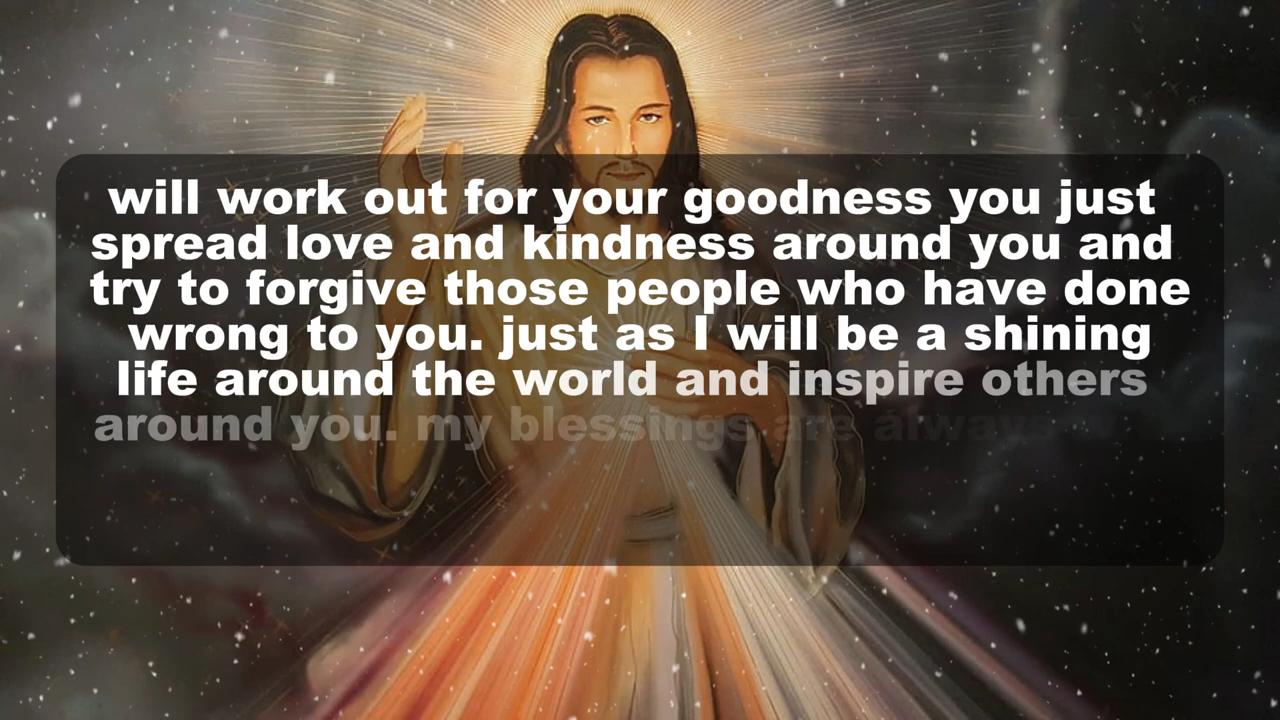 will work out for your goodness you just
spread love and kindness around you and
try to forgive those people who have done
wrong to you. just as I will be a shining
life around the world and inspire others
around you. my blessings are always